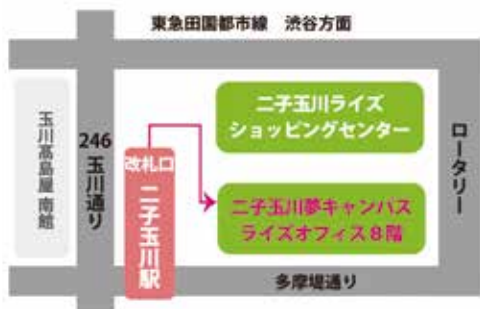 東急田園都市線　渋谷方面
玉川髙島屋 南館
246
玉川通り
改札口
二子玉川駅
二子玉川ライズ
ショッピングセンター
二子玉川夢キャンパス
ライズオフィス8階
ロータリー
多摩堤通り